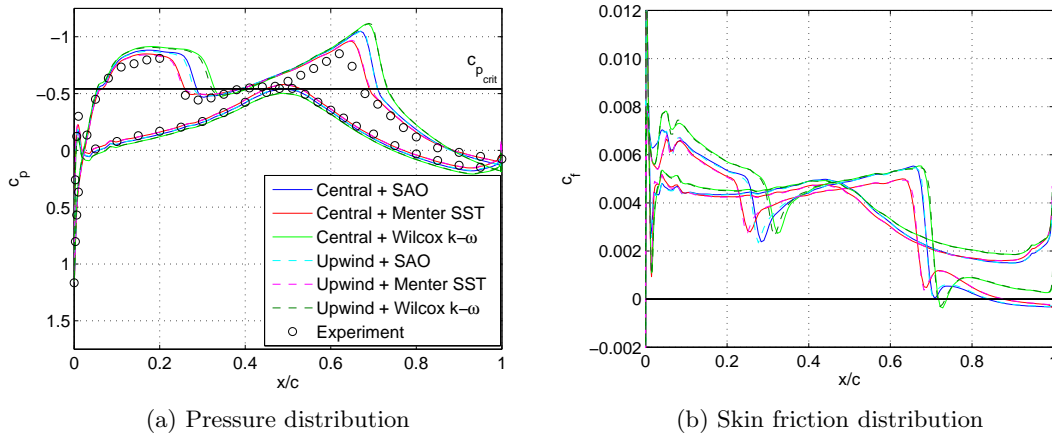 −1
−0.5
0
0.5
1
1.5
0
0.2
0.4
0.6
0.8
1
c_p
x/c
c_p_crit
Central + SAO
Central + Menter SST
Central + Wilcox k−ω
Upwind + SAO
Upwind + Menter SST
Upwind + Wilcox k−ω
Experiment
(a) Pressure distribution
0.012
0.01
0.008
0.006
0.004
0.002
0
−0.002
0
0.2
0.4
0.6
0.8
1
c_f
x/c
(b) Skin friction distribution